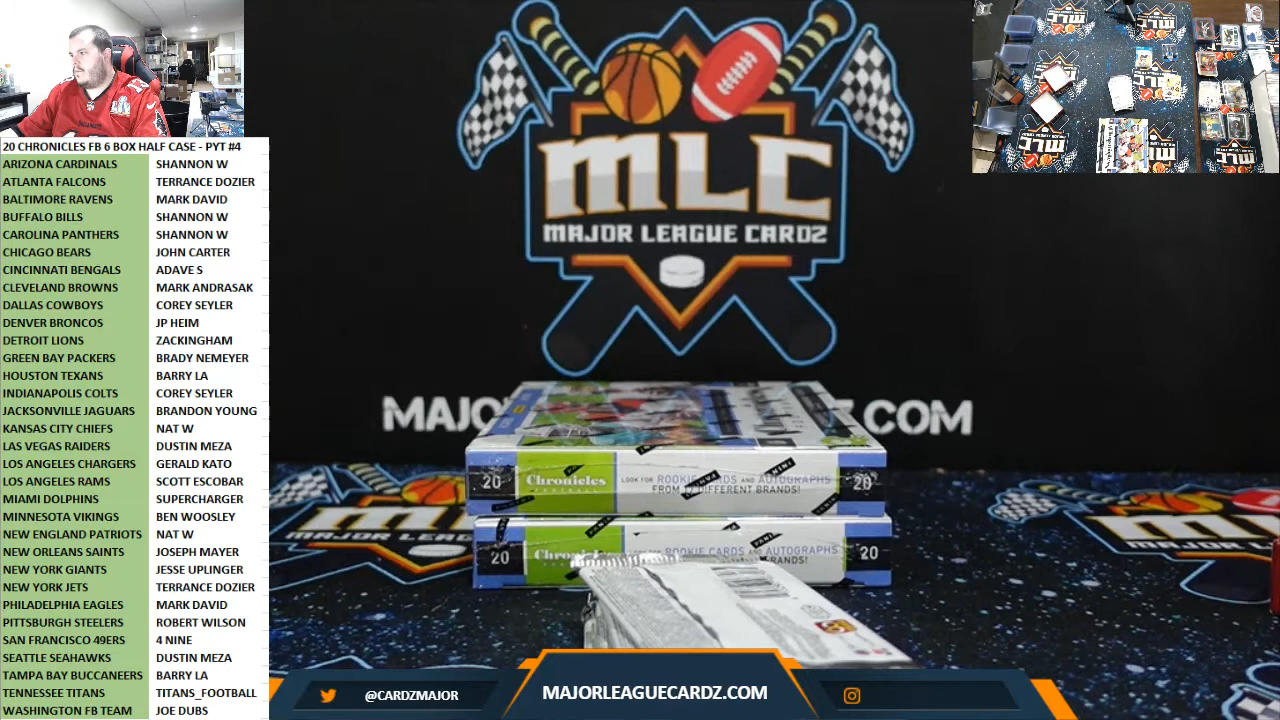 20 CHRONICLES FB 6 BOX HALF CASE - PYT #4
ARIZONA CARDINALS SHANNON W
ATLANTA FALCONS TERRANCE DOZIER
BALTIMORE RAVENS MARK DAVID
BUFFALO BILLS SHANNON W
CAROLINA PANTHERS SHANNON W
CHICAGO BEARS JOHN CARTER
CINCINNATI BENGALS ADAVE S
CLEVELAND BROWNS MARK ANDRASAK
DALLAS COWBOYS COREY SEYLER
DENVER BRONCOS JP HEIM
DETROIT LIONS ZACKINGHAM
GREEN BAY PACKERS BRADY NEMEYER
HOUSTON TEXANS BARRY LA
INDIANAPOLIS COLTS COREY SEYLER
JACKSONVILLE JAGUARS BRANDON YOUNG
KANSAS CITY CHIEFS NAT W
LAS VEGAS RAIDERS DUSTIN MEZA
LOS ANGELES CHARGERS GERALD KATO
LOS ANGELES RAMS SCOTT ESCOBAR
MIAMI DOLPHINS SUPERCHARGER
MINNESOTA VIKINGS BEN WOOSLEY
NEW ENGLAND PATRIOTS NAT W
NEW ORLEANS SAINTS JOSEPH MAYER
NEW YORK GIANTS JESSE UPLINGER
NEW YORK JETS TERRANCE DOZIER
PHILADELPHIA EAGLES MARK DAVID
PITTSBURGH STEELERS ROBERT WILSON
SAN FRANCISCO 49ERS 4 NINE
SEATTLE SEAHAWKS DUSTIN MEZA
TAMPA BAY BUCCANEERS BARRY LA
TENNESSEE TITANS TITANS_FOOTBALL
WASHINGTON FB TEAM JOE DUBS
MLC
MAJOR LEAGUE CARDZ
MAJO Z.COM
20 Chronicles LOOK FOR ROOKIE CARDS AND AUTOGRAPHS 20
FROM 17 DIFFERENT BRANDS!
20 Chronicles ROOKIE CARDS AND AUTOGRAPHS 20
BRANDS!
@CARDZMAJOR
MAJORLEAGUECARDZ.COM